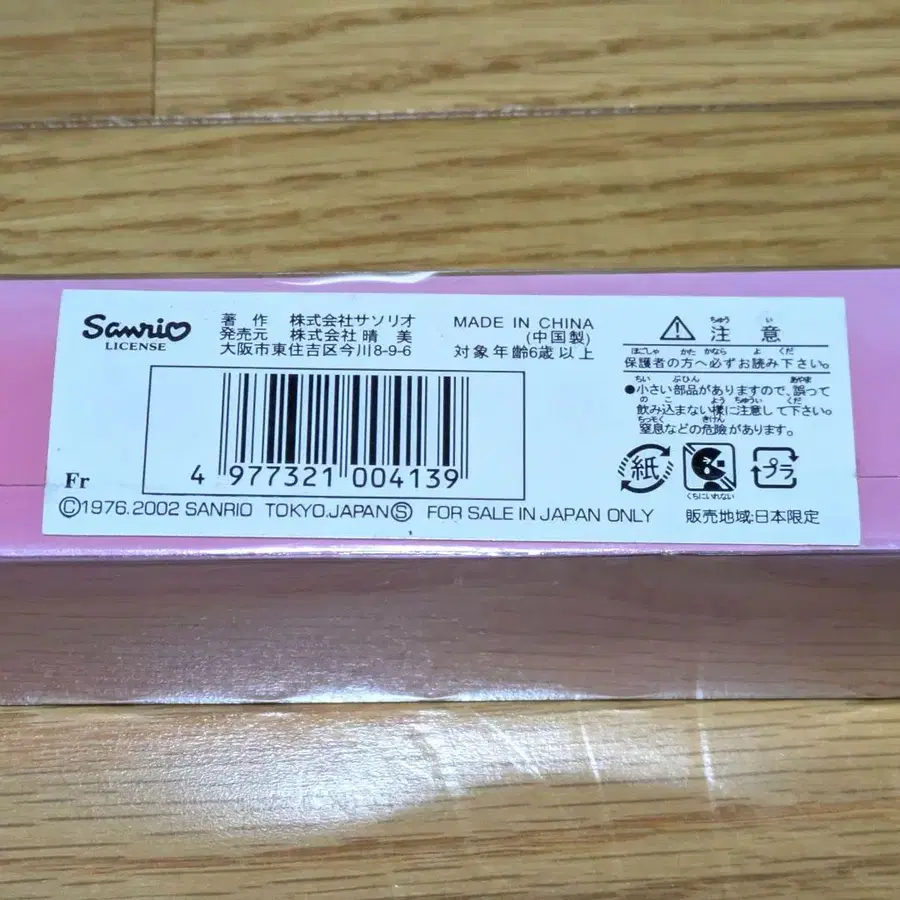 Sanrio
LICENSE
著 作 株式会社サソリオ
発売元 株式会社 晴 美
大阪市東住吉区今川8-9-6
MADE IN CHINA
(中国製)
対象年齢6歳以上
4 977321 004139
Fr
ちゅう い
注 意
ほごしゃ かた かなら よ くだ
保護者の方へ必ずお読み下さい。
ちい ぶひん あやま
●小さい部品がありますので、誤って
の こ よう ちゅうい くだ
飲み込まない様に注意して下さい。
ちっそく きけん
窒息などの危険があります。
紙
くちにいれない
プラ
Ⓒ1976.2002 SANRIO TOKYO.JAPAN Ⓢ FOR SALE IN JAPAN ONLY 販売地域:日本限定